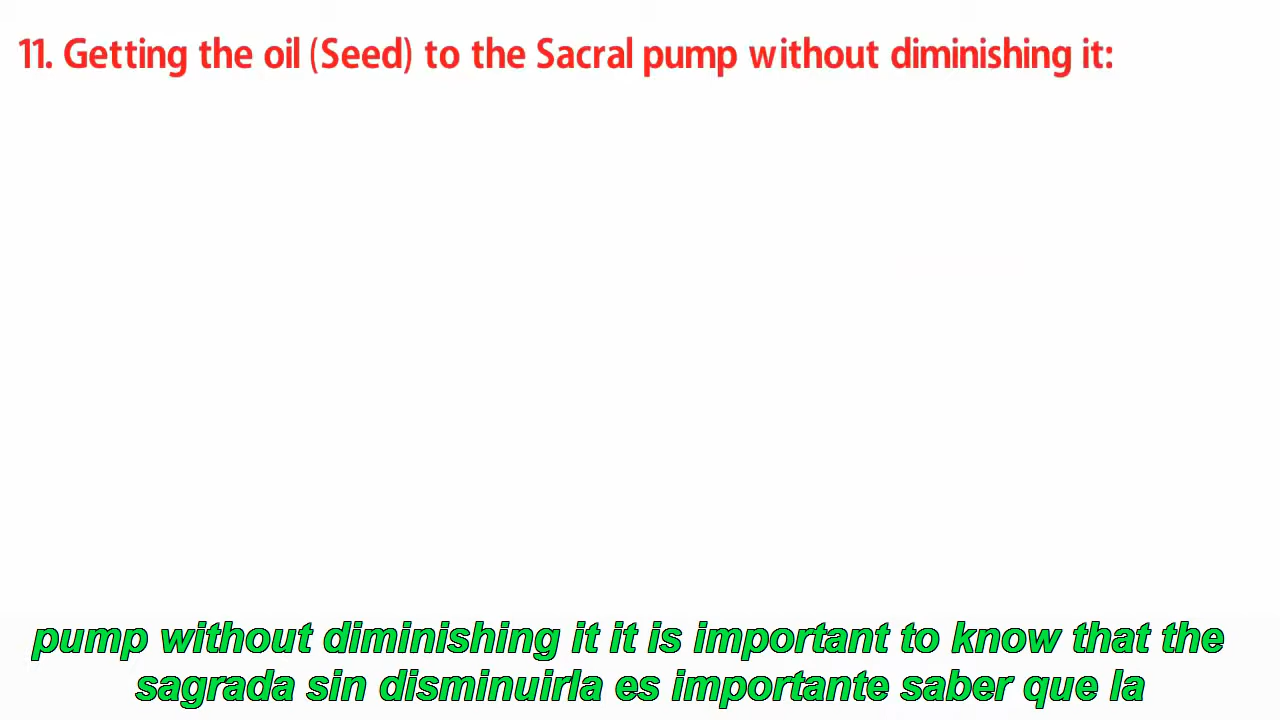 11. Getting the oil (Seed) to the Sacral pump without diminishing it:
pump without diminishing it it is important to know that the
sagrada sin disminuirla es importante saber que la